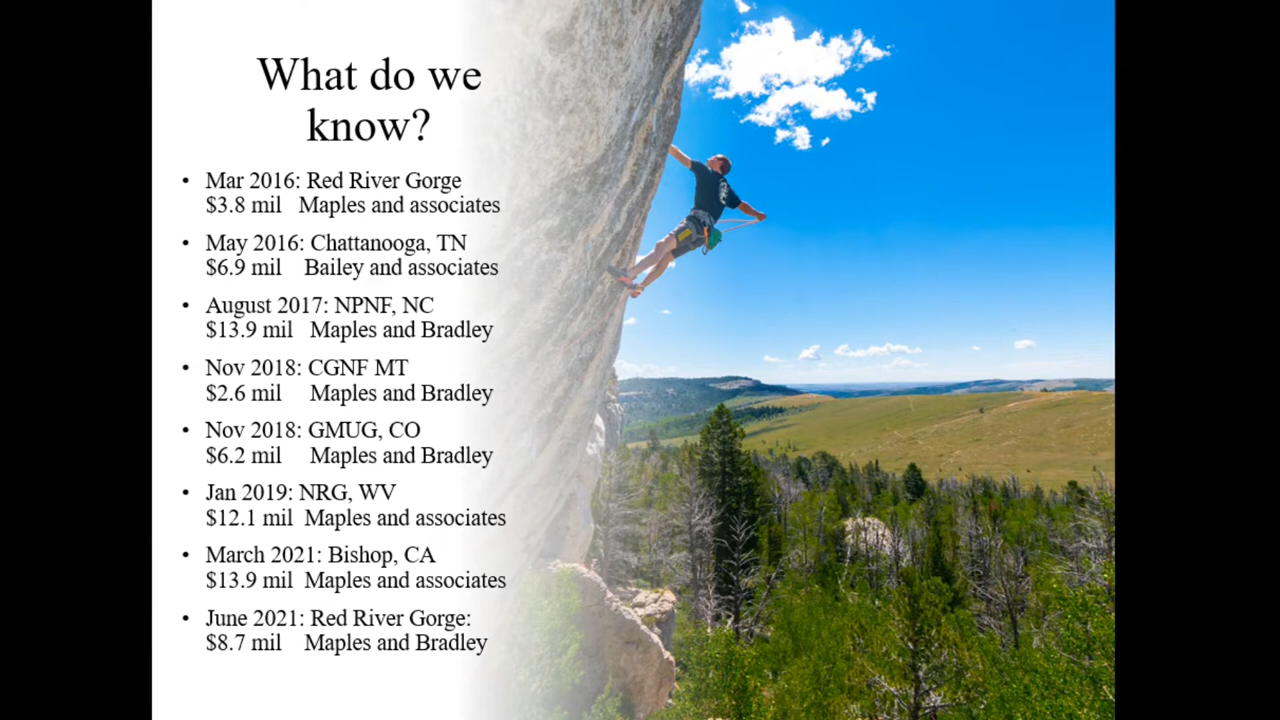 What do we
know?
• Mar 2016: Red River Gorge
$3.8 mil Maples and associates
• May 2016: Chattanooga, TN
$6.9 mil Bailey and associates
• August 2017: NPNF, NC
$13.9 mil Maples and Bradley
• Nov 2018: CGNF MT
$2.6 mil Maples and Bradley
• Nov 2018: GMUG, CO
$6.2 mil Maples and Bradley
• Jan 2019: NRG, WV
$12.1 mil Maples and associates
• March 2021: Bishop, CA
$13.9 mil Maples and associates
• June 2021: Red River Gorge:
$8.7 mil Maples and Bradley